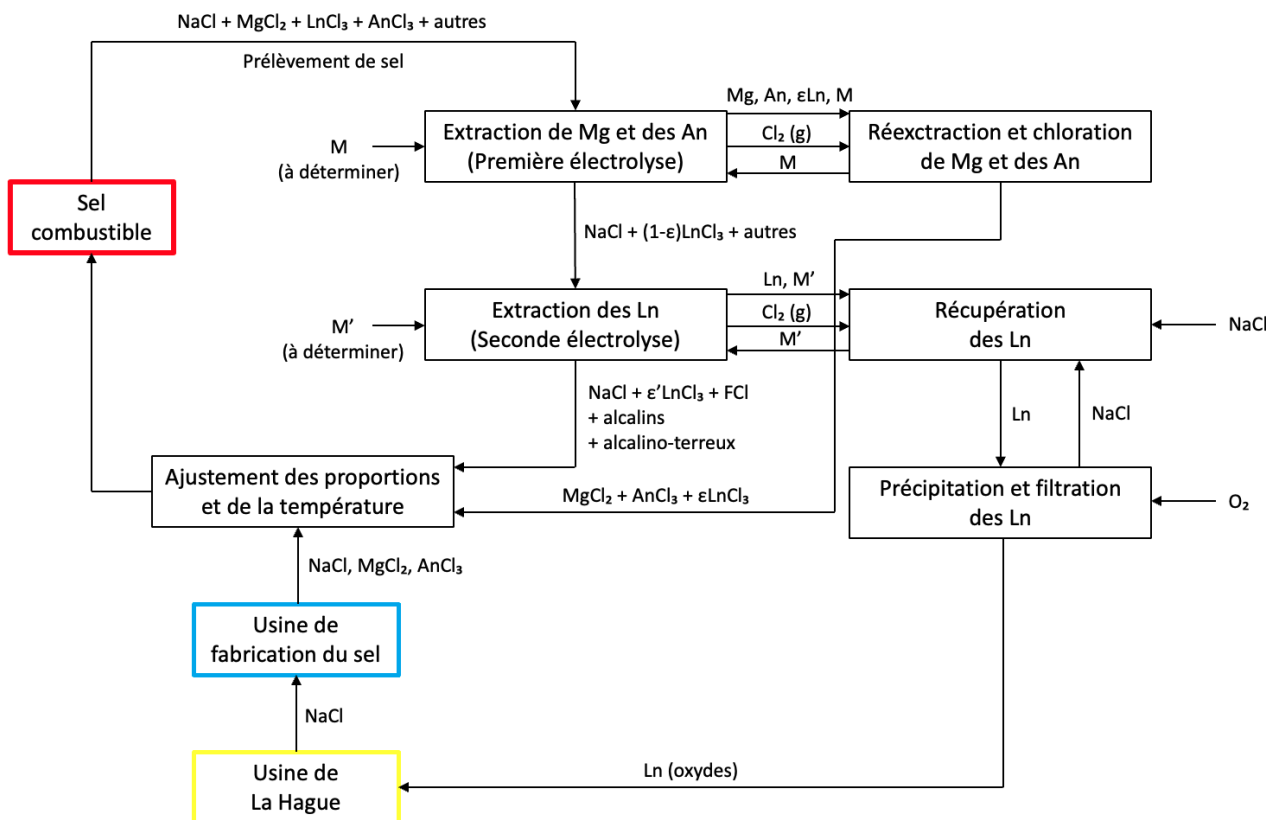 NaCl + MgCl₂ + LnCl₃ + AnCl₃ + autres
Prélèvement de sel
Mg, An, εLn, M
Extraction de Mg et des An
(Première électrolyse)
Cl₂ (g)
M
Réexctraction et chloration
de Mg et des An
M
(à déterminer)
Sel
combustible
NaCl + (1-ε)LnCl₃ + autres
Ln, M’
Extraction des Ln
(Seconde électrolyse)
Cl₂ (g)
M’
Récupération
des Ln
NaCl
M’
(à déterminer)
NaCl + ε’LnCl₃ + FCl
+ alcalins
+ alcalino-terreux
Ln
NaCl
Ajustement des proportions
et de la température
MgCl₂ + AnCl₃ + εLnCl₃
Précipitation et filtration
des Ln
O₂
NaCl, MgCl₂, AnCl₃
Usine de
fabrication du sel
NaCl
Usine de
La Hague
Ln (oxydes)